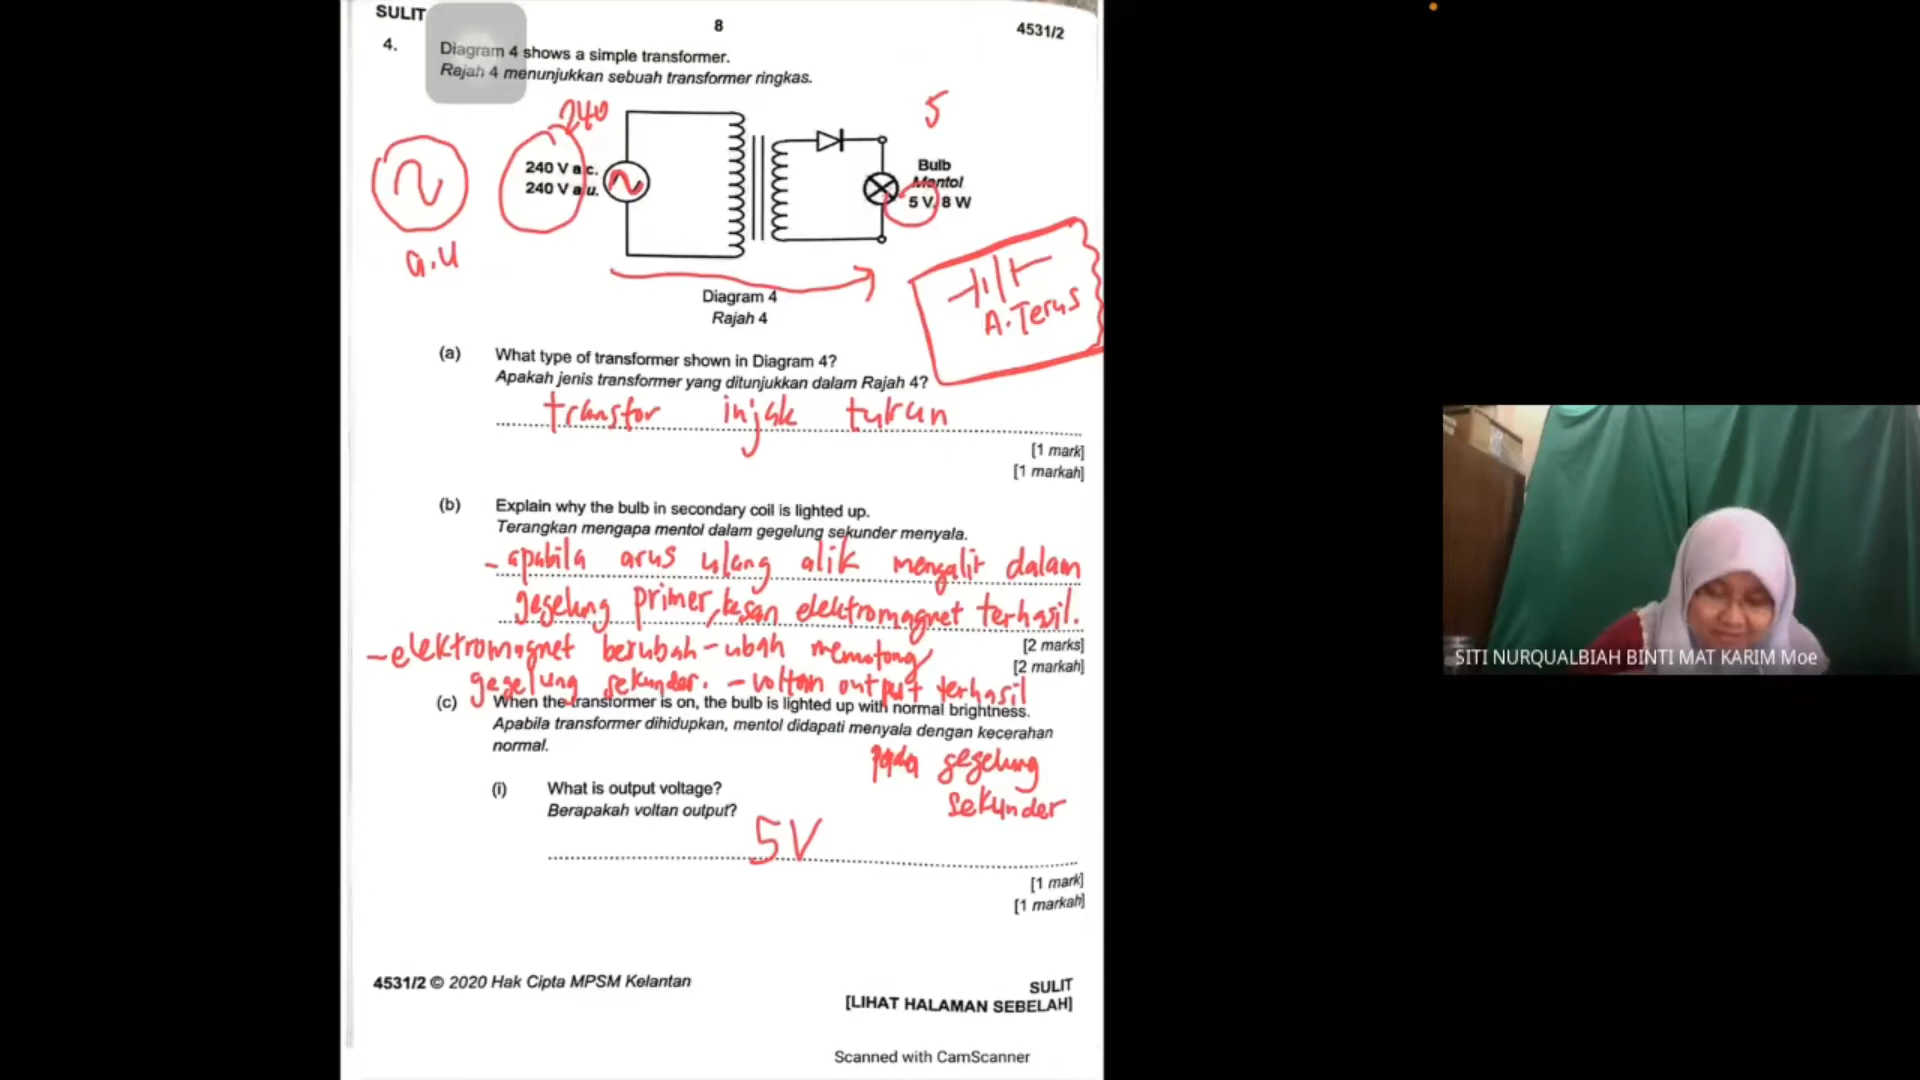 SULIT
8
4531/2
4.
Diagram 4 shows a simple transformer.
Rajah 4 menunjukkan sebuah transformer ringkas.
240
5
240 V a.c.
240 V a.u.
Bulb
Mentol
5 V, 8 W
a.u
A. Terus
Diagram 4
Rajah 4
(a) What type of transformer shown in Diagram 4?
Apakah jenis transformer yang ditunjukkan dalam Rajah 4?
transfor injak turun
[1 mark]
[1 markah]
(b) Explain why the bulb in secondary coil is lighted up.
Terangkan mengapa mentol dalam gegelung sekunder menyala.
- apabila arus ulang alik mengalir dalam
gegelung primer, kesan elektromagnet terhasil.
[2 marks]
- elektromagnet berubah-ubah memotong
[2 markah]
gegelung sekunder. - voltan output terhasil
(c) When the transformer is on, the bulb is lighted up with normal brightness.
Apabila transformer dihidupkan, mentol didapati menyala dengan kecerahan
normal.
pada gegelung
sekunder
(i) What is output voltage?
Berapakah voltan output?
5V
[1 mark]
[1 markah]
4531/2 © 2020 Hak Cipta MPSM Kelantan
SULIT
[LIHAT HALAMAN SEBELAH]
Scanned with CamScanner
SITI NURQUALBIAH BINTI MAT KARIM Moe